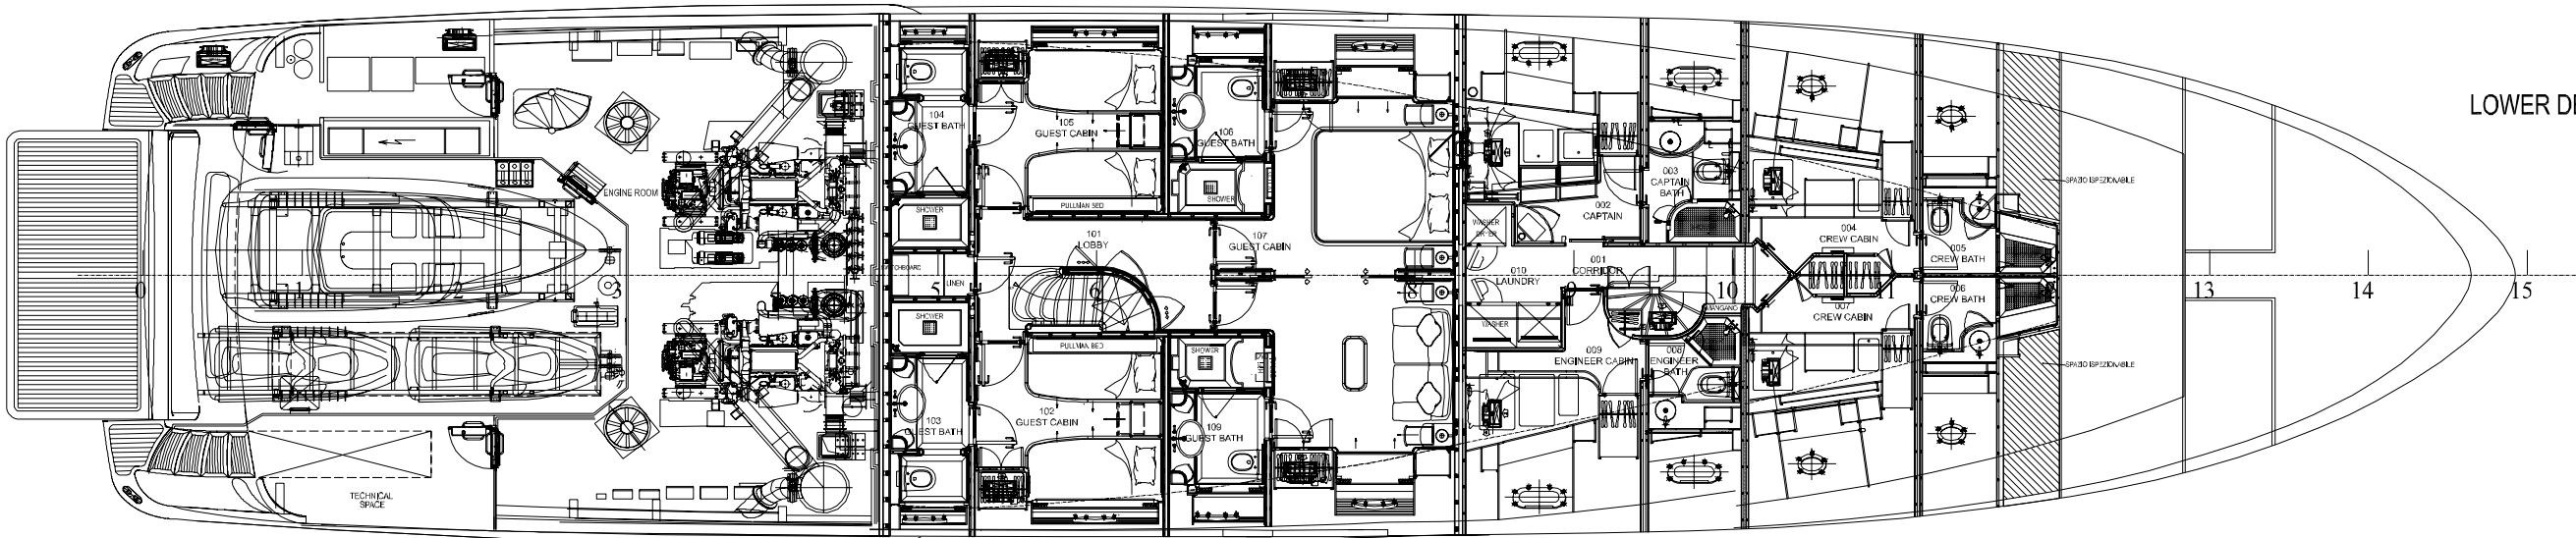 LOWER DE
104
GUEST BATH
105
GUEST CABIN
106
GUEST BATH
003
CAPTAIN
BATH
SPAZIO ISPEZIONABILE
ENGINE ROOM
SHOWER
PULLMAN BED
SHOWER
002
CAPTAIN
WASHER
DRYER
101
LOBBY
107
GUEST CABIN
004
CREW CABIN
005
CREW BATH
SWITCHBOARD
LINEN
010
LAUNDRY
001
CORRIDOR
0
1
2
3
5
6
8
9
10
11
13
14
15
006
CREW BATH
007
CREW CABIN
MANGANO
SHOWER
WASHER
PULLMAN BED
SHOWER
009
ENGINEER CABIN
008
ENGINEER
BATH
SPAZIO ISPEZIONABILE
103
GUEST BATH
102
GUEST CABIN
109
GUEST BATH
TECHNICAL
SPACE